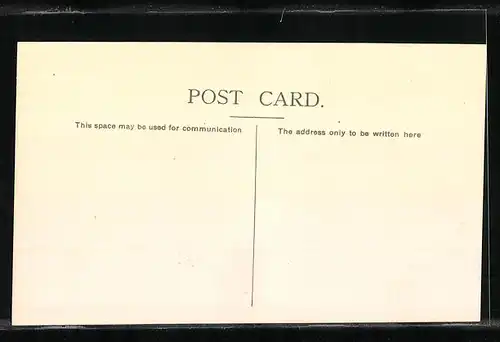 POST CARD.
This space may be used for communication
The address only to be written here